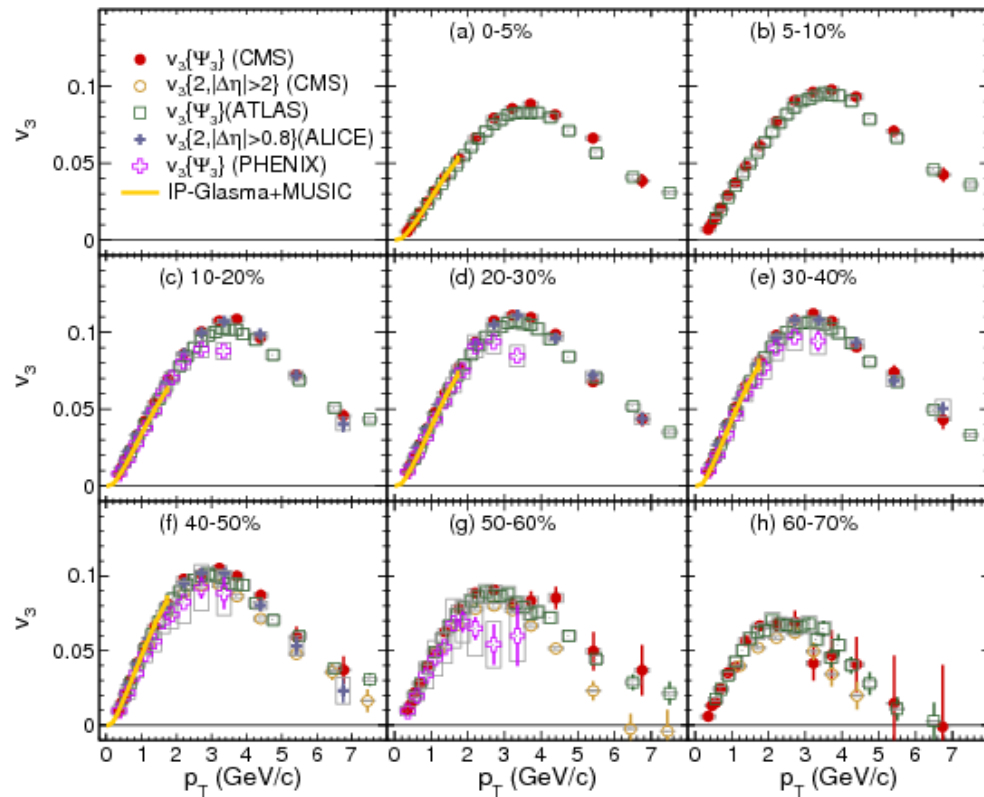 (a) 0-5%
(b) 5-10%
v₃{Ψ₃} (CMS)
v₃{2,|Δη|>2} (CMS)
v₃{Ψ₃}(ATLAS)
v₃{2,|Δη|>0.8}(ALICE)
v₃{Ψ₃} (PHENIX)
IP-Glasma+MUSIC
v₃
0.1
0.05
0
(c) 10-20%
(d) 20-30%
(e) 30-40%
v₃
0.1
0.05
0
(f) 40-50%
(g) 50-60%
(h) 60-70%
v₃
0.1
0.05
0
0 1 2 3 4 5 6 7
0 1 2 3 4 5 6 7
0 1 2 3 4 5 6 7
p_T (GeV/c)
p_T (GeV/c)
p_T (GeV/c)